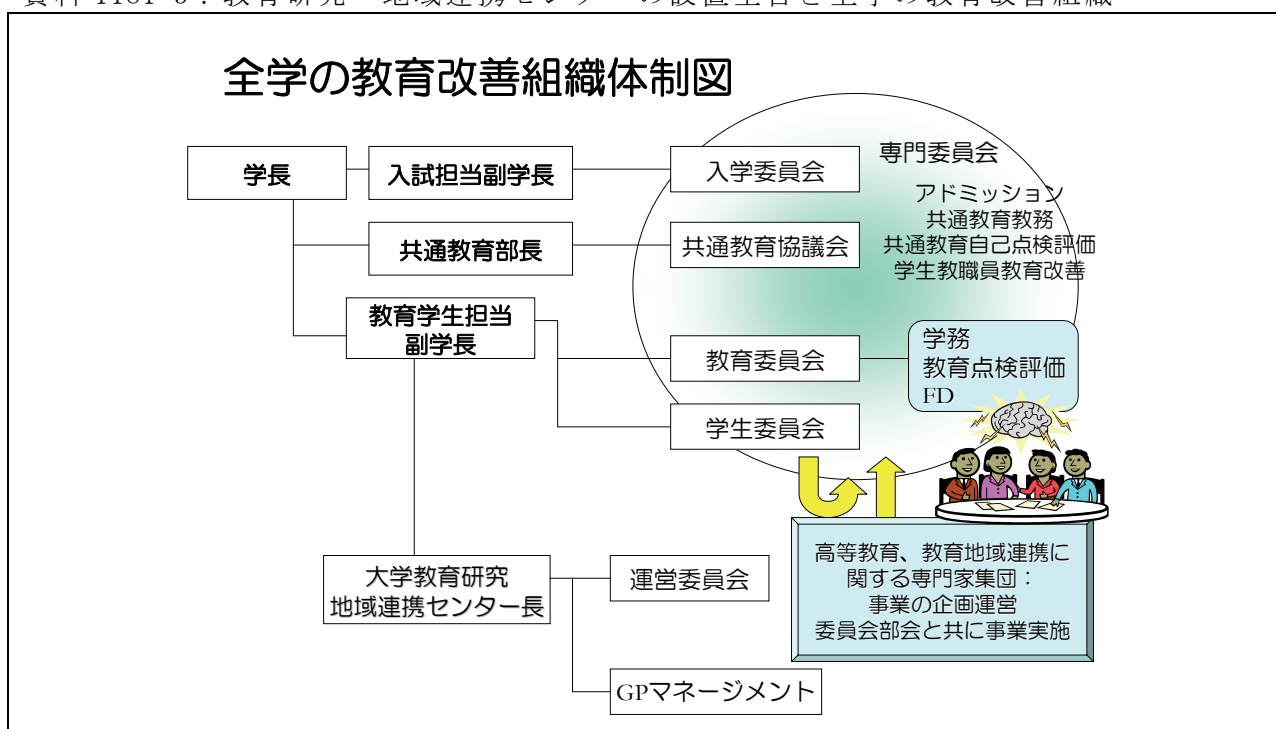 全学の教育改善組織体制図
学長
入試担当副学長
入学委員会
専門委員会
アドミッション
共通教育教務
共通教育自己点検評価
学生教職員教育改善
共通教育部長
共通教育協議会
教育学生担当
副学長
教育委員会
学務
教育点検評価
FD
学生委員会
大学教育研究
地域連携センター長
運営委員会
高等教育、教育地域連携に
関する専門家集団：
事業の企画運営
委員会部会と共に事業実施
GPマネージメント